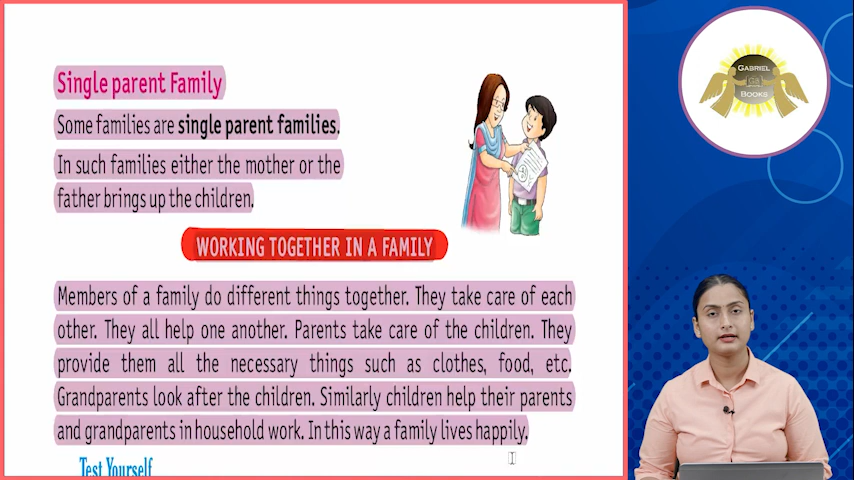 Single parent Family
Some families are single parent families.
In such families either the mother or the
father brings up the children.
WORKING TOGETHER IN A FAMILY
Members of a family do different things together. They take care of each
other. They all help one another. Parents take care of the children. They
provide them all the necessary things such as clothes, food, etc.
Grandparents look after the children. Similarly children help their parents
and grandparents in household work. In this way a family lives happily.
Test Yourself
GABRIEL
BOOKS